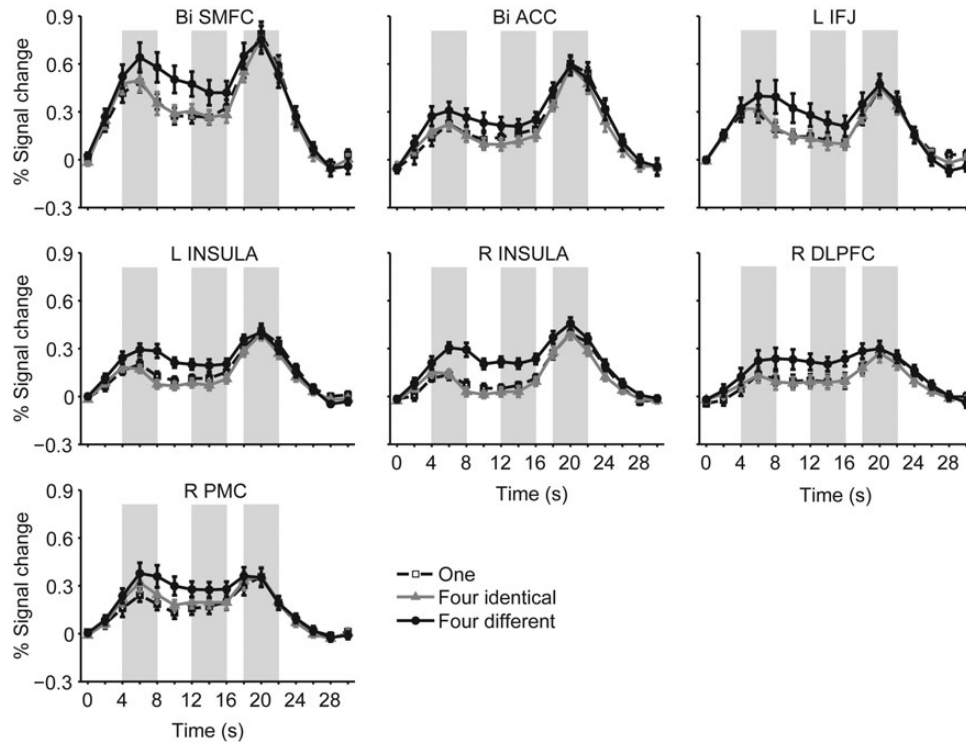 Bi SMFC
Bi ACC
L IFJ
% Signal change
0.9
0.6
0.3
0
−0.3
L INSULA
R INSULA
R DLPFC
% Signal change
0.9
0.6
0.3
0
−0.3
0 4 8 12 16 20 24 28
0 4 8 12 16 20 24 28
Time (s)
Time (s)
R PMC
% Signal change
0.9
0.6
0.3
0
−0.3
0 4 8 12 16 20 24 28
Time (s)
One
Four identical
Four different